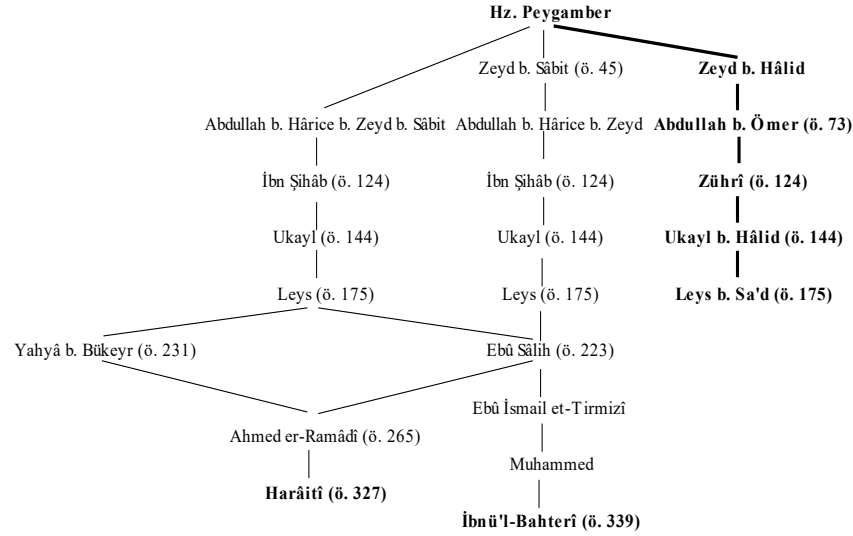 Hz. Peygamber
Zeyd b. Sâbit (ö. 45) Zeyd b. Hâlid
Abdullah b. Hârice b. Zeyd b. Sâbit Abdullah b. Hârice b. Zeyd Abdullah b. Ömer (ö. 73)
İbn Şihâb (ö. 124) İbn Şihâb (ö. 124) Zührî (ö. 124)
Ukayl (ö. 144) Ukayl (ö. 144) Ukayl b. Hâlid (ö. 144)
Leys (ö. 175) Leys (ö. 175) Leys b. Sa'd (ö. 175)
Yahyâ b. Bükeyr (ö. 231) Ebû Sâlih (ö. 223)
Ebû İsmail et-Tirmizî
Ahmed er-Ramâdî (ö. 265)
Muhammed
Harâitî (ö. 327)
İbnü'l-Bahterî (ö. 339)